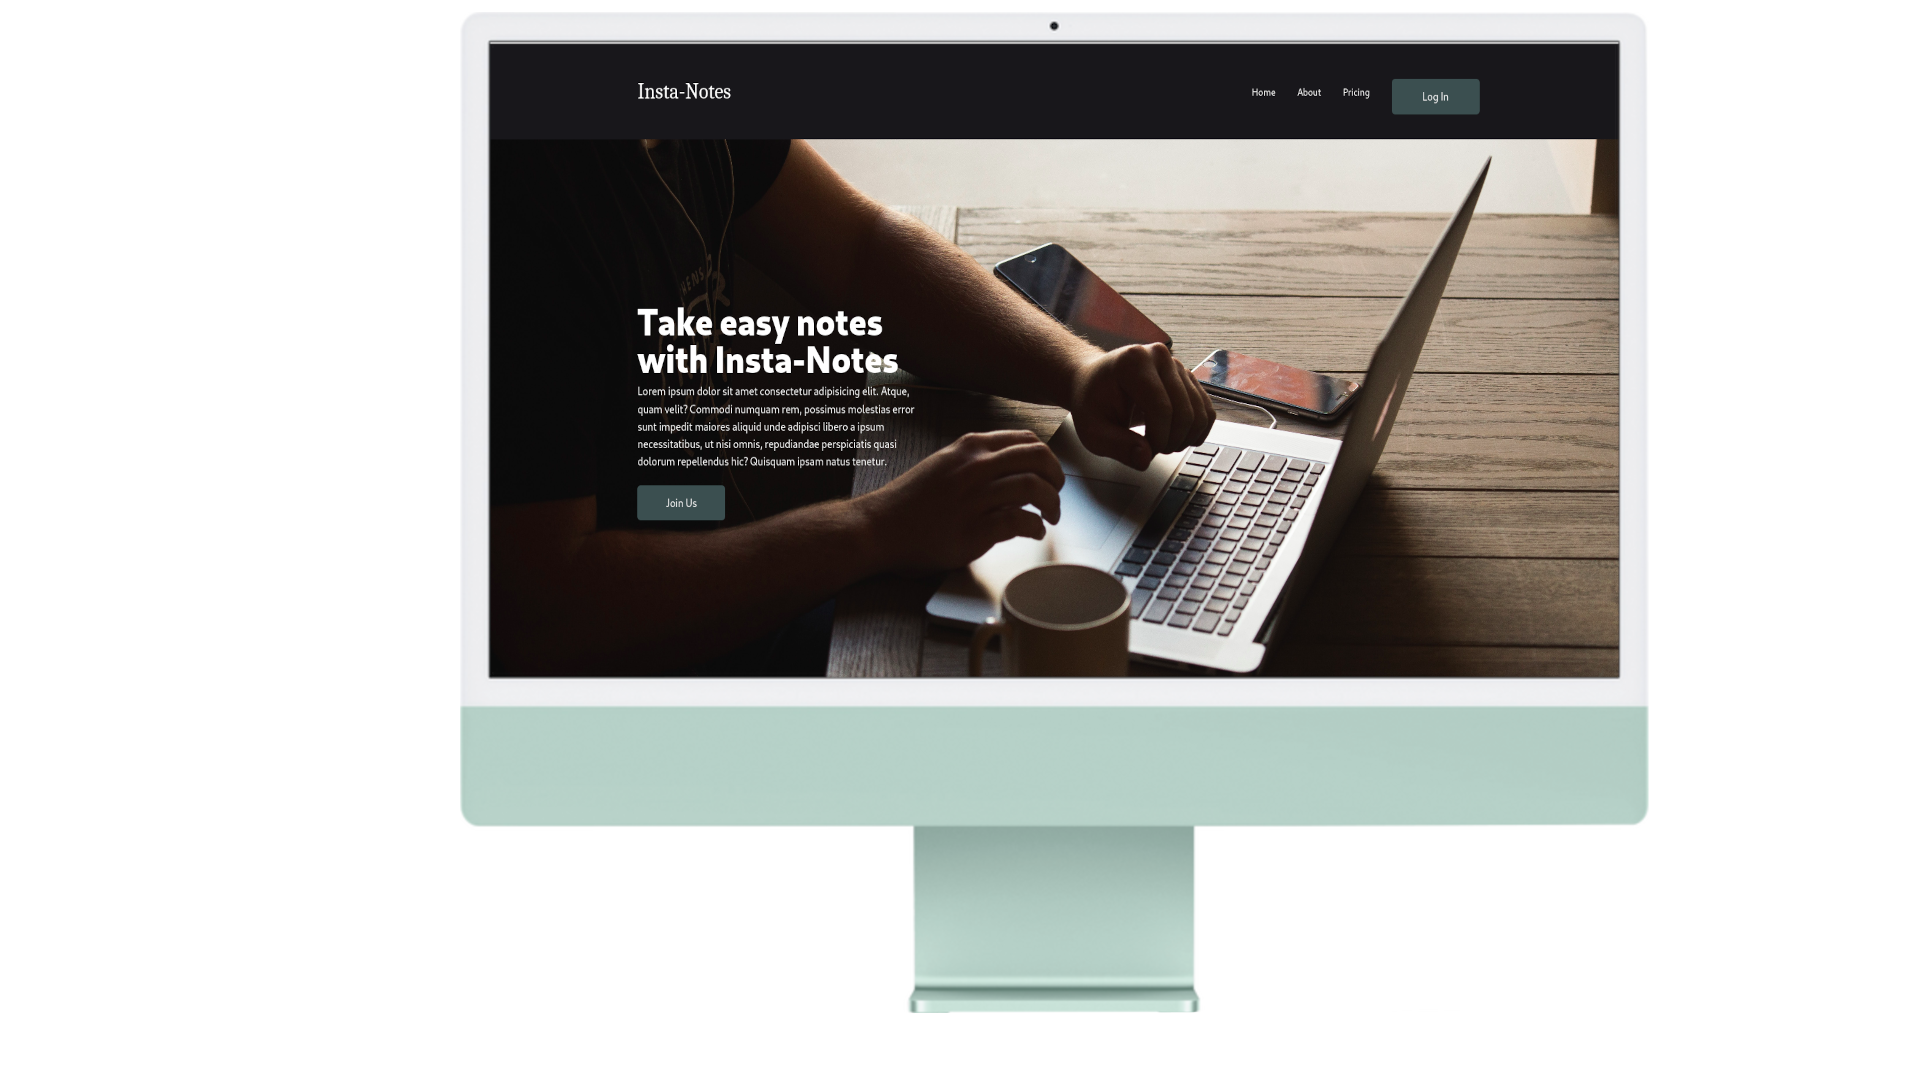 Insta-Notes
Home About Pricing Log In
Take easy notes
with Insta-Notes
Lorem ipsum dolor sit amet consectetur adipisicing elit. Atque,
quam velit? Commodi numquam rem, possimus molestias error
sunt impedit maiores aliquid unde adipisci libero a ipsum
necessitatibus, ut nisi omnis, repudiandae perspiciatis quasi
dolorum repellendus hic? Quisquam ipsam natus tenetur.
Join Us